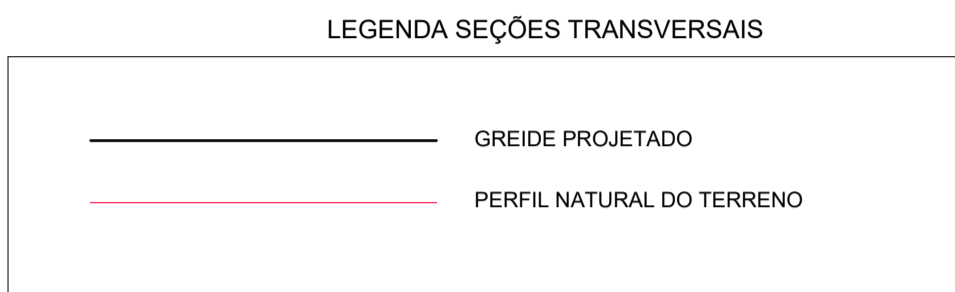 LEGENDA SEÇÕES TRANSVERSAIS
GREIDE PROJETADO
PERFIL NATURAL DO TERRENO